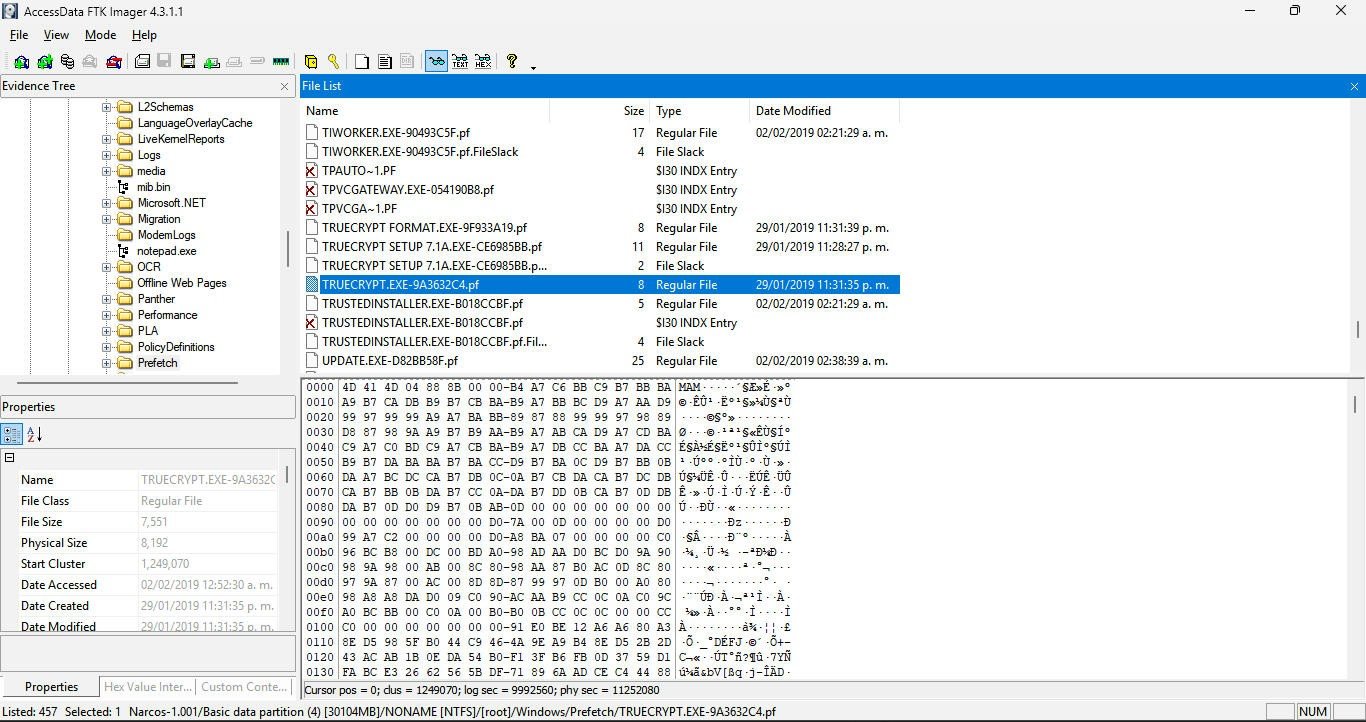 AccessData FTK Imager 4.3.1.1
File View Mode Help
TEXT HEX
Evidence Tree
L2Schemas
LanguageOverlayCache
LiveKernelReports
Logs
media
mib.bin
Microsoft.NET
Migration
ModemLogs
notepad.exe
OCR
Offline Web Pages
Panther
Performance
PLA
PolicyDefinitions
Prefetch
File List
Name Size Type Date Modified
TIWORKER.EXE-90493C5F.pf 17 Regular File 02/02/2019 02:21:29 a. m.
TIWORKER.EXE-90493C5F.pf.FileSlack 4 File Slack
TPAUTO~1.PF $I30 INDX Entry
TPVCGATEWAY.EXE-054190B8.pf $I30 INDX Entry
TPVCGA~1.PF $I30 INDX Entry
TRUECRYPT FORMAT.EXE-9F933A19.pf 8 Regular File 29/01/2019 11:31:39 p. m.
TRUECRYPT SETUP 7.1A.EXE-CE6985BB.pf 11 Regular File 29/01/2019 11:28:27 p. m.
TRUECRYPT SETUP 7.1A.EXE-CE6985BB.p... 2 File Slack
TRUECRYPT.EXE-9A3632C4.pf 8 Regular File 29/01/2019 11:31:35 p. m.
TRUSTEDINSTALLER.EXE-B018CCBF.pf 5 Regular File 02/02/2019 02:21:29 a. m.
TRUSTEDINSTALLER.EXE-B018CCBF.pf $I30 INDX Entry
TRUSTEDINSTALLER.EXE-B018CCBF.pf.Fil... 4 File Slack
UPDATE.EXE-D82BB58F.pf 25 Regular File 02/02/2019 02:38:39 a. m.
0000 4D 41 4D 04 88 8B 00 00-B4 A7 C6 BB C9 B7 BB BA
0010 A9 B7 CA DB B9 B7 CB BA-B9 A7 BB BC D9 A7 AA D9
0020 99 97 99 99 A9 A7 BA BB-89 87 88 99 99 97 98 89
0030 D8 87 98 9A A9 B7 B9 AA-B9 A7 AB CA D9 A7 CD BA
0040 C9 A7 C0 BD C9 A7 CB BA-B9 A7 DB CC BA A7 DA CC
0050 B9 B7 DA BA BA B7 BA CC-D9 B7 BA 0C D9 B7 BB 0B
0060 DA A7 BC DC CA B7 DB 0C-0A B7 CB DA CA B7 DC DB
0070 CA B7 BB 0B DA B7 CC 0A-DA B7 DD 0B CA B7 0D DB
0080 DA B7 0D D0 D9 B7 0B AB-0D 00 00 00 00 00 00 00
0090 00 00 00 00 00 00 D0-7A 00 0D 00 00 00 00 D0
00a0 99 A7 C2 00 00 00 00 D0-A8 BA 07 00 00 00 00 C0
00b0 96 BC B8 00 DC 00 BD A0-98 AD AA D0 BC D0 9A 90
00c0 98 9A 98 00 AB 00 8C 80-98 AA 87 B0 AC 0D 8C 80
00d0 97 9A 87 00 AC 00 8D 8D-87 99 97 0D B0 00 A0 80
00e0 98 A8 A8 DA D0 09 C0 90-AC AA B9 CC 0C 0A C0 9C
00f0 A0 BC BB 00 C0 0A 00 B0-B0 0B CC 0C 0C 00 00 CC
0100 C0 00 00 00 00 00 00 00-91 E0 BE 12 A6 A6 80 A3
0110 8E D5 98 5F B0 44 C9 46-4A 9E A9 B4 8E D5 2B 2D
0120 43 AC AB 1B 0E DA 54 B0-F1 3F B6 FB 0D 37 59 D1
0130 FA BC E3 26 62 56 5B DF-71 89 6A AD CE C4 44 88
Properties
Name TRUECRYPT.EXE-9A3632C
File Class Regular File
File Size 7,551
Physical Size 8,192
Start Cluster 1,249,070
Date Accessed 02/02/2019 12:52:30 a. m.
Date Created 29/01/2019 11:31:35 p. m.
Date Modified 29/01/2019 11:31:35 p. m.
Properties Hex Value Inter... Custom Conte...
Cursor pos = 0; clus = 1249070; log sec = 9992560; phy sec = 11252080
Listed: 457 Selected: 1 Narcos-1.001/Basic data partition (4) [30104MB]/NONAME [NTFS]/[root]/Windows/Prefetch/TRUECRYPT.EXE-9A3632C4.pf NUM